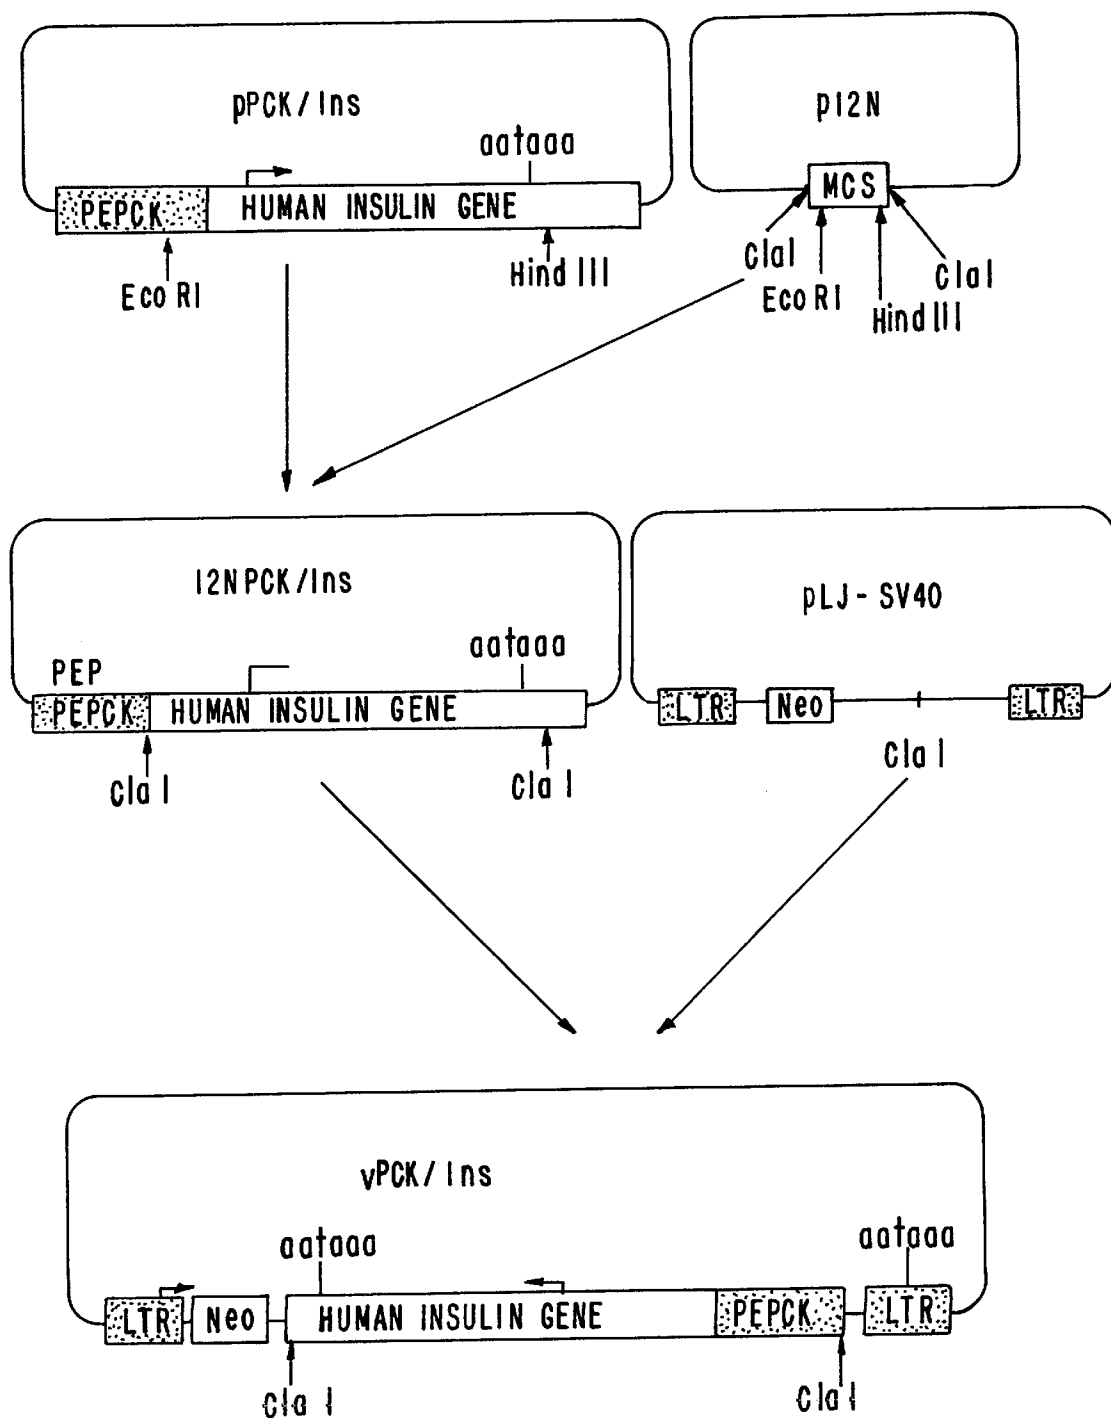 pPCK/Ins
pI2N
aataaa
PEPCK
HUMAN INSULIN GENE
MCS
Eco RI
Hind III
ClaI
Eco RI
Hind III
ClaI
I2NPCK/Ins
pLJ-SV40
aataaa
PEP
PEPCK
HUMAN INSULIN GENE
LTR
Neo
LTR
Cla I
Cla I
Cla I
vPCK/Ins
aataaa
aataaa
LTR
Neo
HUMAN INSULIN GENE
PEPCK
LTR
Cla I
Cla I